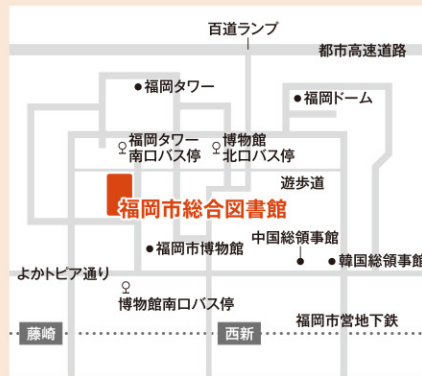 百道ランプ
都市高速道路
福岡タワー
福岡ドーム
福岡タワー
南口バス停
博物館
北口バス停
遊歩道
福岡市総合図書館
中国総領事館
福岡市博物館
韓国総領事館
よかトピア通り
博物館南口バス停
福岡市営地下鉄
藤崎
西新